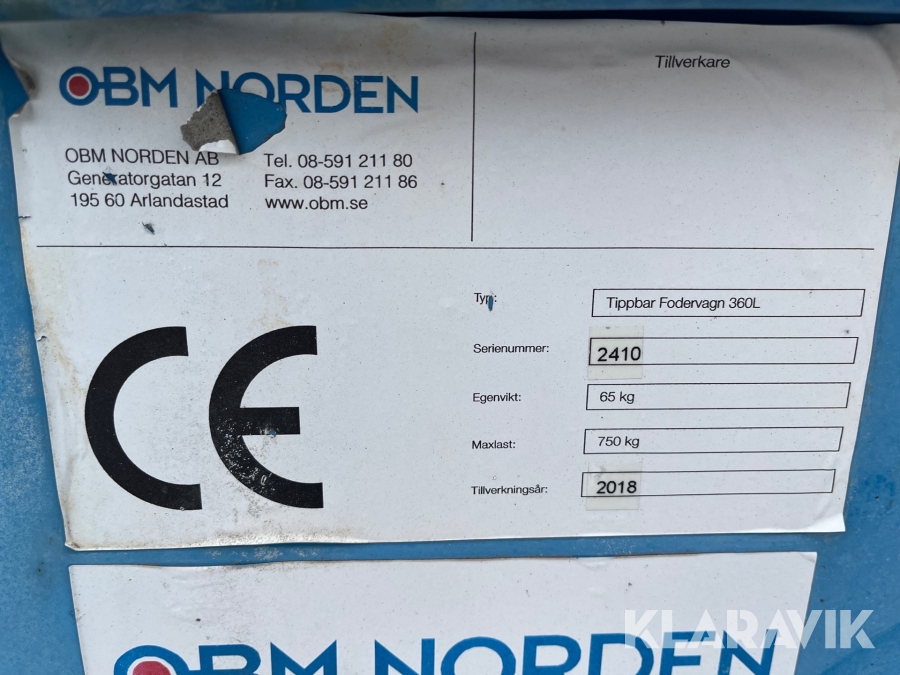 OBM NORDEN
OBM NORDEN AB
Generatorgatan 12
195 60 Arlandastad
Tel. 08-591 211 80
Fax. 08-591 211 86
www.obm.se
Tillverkare
CE
Typ: Tippbar Fodervagn 360L
Serienummer: 2410
Egenvikt: 65 kg
Maxlast: 750 kg
Tillverkningsår: 2018
OBM NORDEN
KLARAVIK